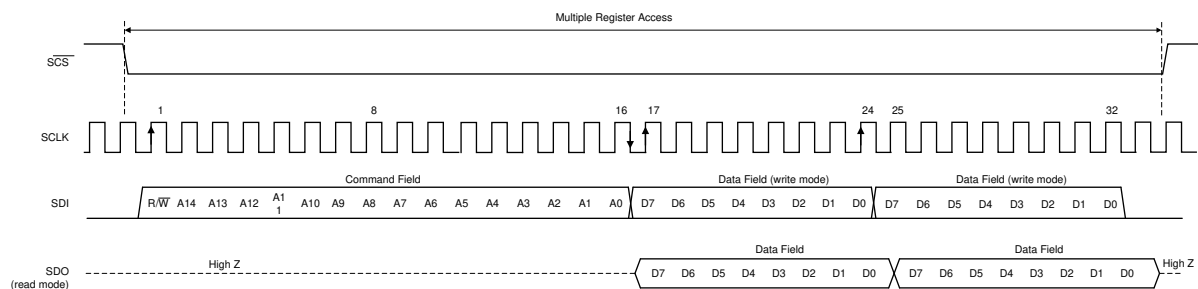 Multiple Register Access
SCS
1 8 16 17 24 25 32
SCLK
Command Field Data Field (write mode) Data Field (write mode)
SDI R/W A14 A13 A12 A1 A10 A9 A8 A7 A6 A5 A4 A3 A2 A1 A0 D7 D6 D5 D4 D3 D2 D1 D0 D7 D6 D5 D4 D3 D2 D1 D0
1
Data Field Data Field
High Z High Z
SDO D7 D6 D5 D4 D3 D2 D1 D0 D7 D6 D5 D4 D3 D2 D1 D0
(read mode)